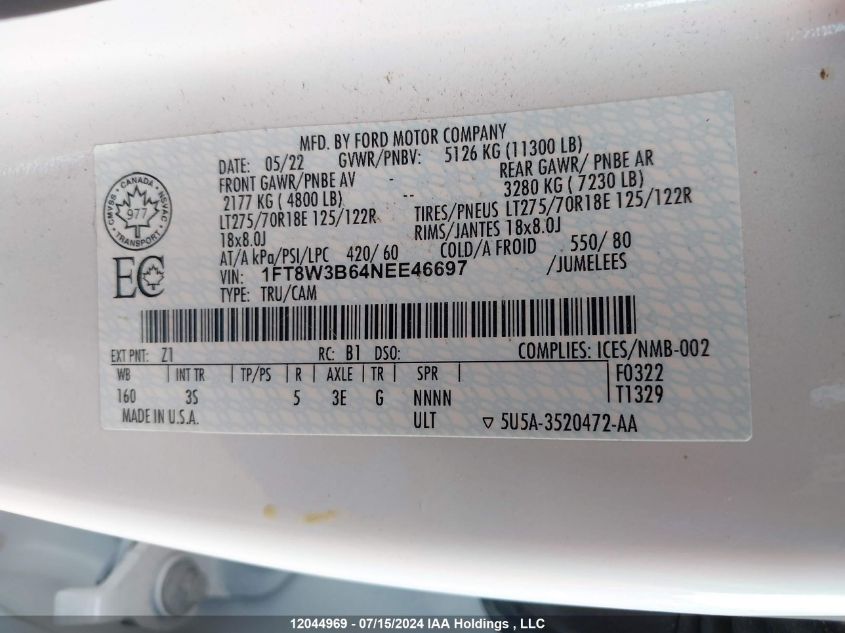 MFD. BY FORD MOTOR COMPANY
DATE: 05/22 GVWR/PNBV: 5126 KG (11300 LB)
FRONT GAWR/PNBE AV - REAR GAWR/ PNBE AR
2177 KG ( 4800 LB) -- 3280 KG ( 7230 LB)
LT275/70R18E 125/122R TIRES/PNEUS LT275/70R18E 125/122R
18x8.0J RIMS/JANTES 18x8.0J
AT/A kPa/PSI/LPC 420/ 60 COLD/A FROID 550/ 80
VIN: 1FT8W3B64NEE46697 /JUMELEES
TYPE: TRU/CAM
CANADA
CMVSS
NSVAC
977
TRANSPORT
EC
EXT PNT: Z1 RC: B1 DSO: COMPLIES: ICES/NMB-002
WB INT TR TP/PS R AXLE TR SPR F0322
160 3S 5 3E G NNNN T1329
MADE IN U.S.A. ULT ▽ 5U5A-3520472-AA
12044969 - 07/15/2024 IAA Holdings , LLC